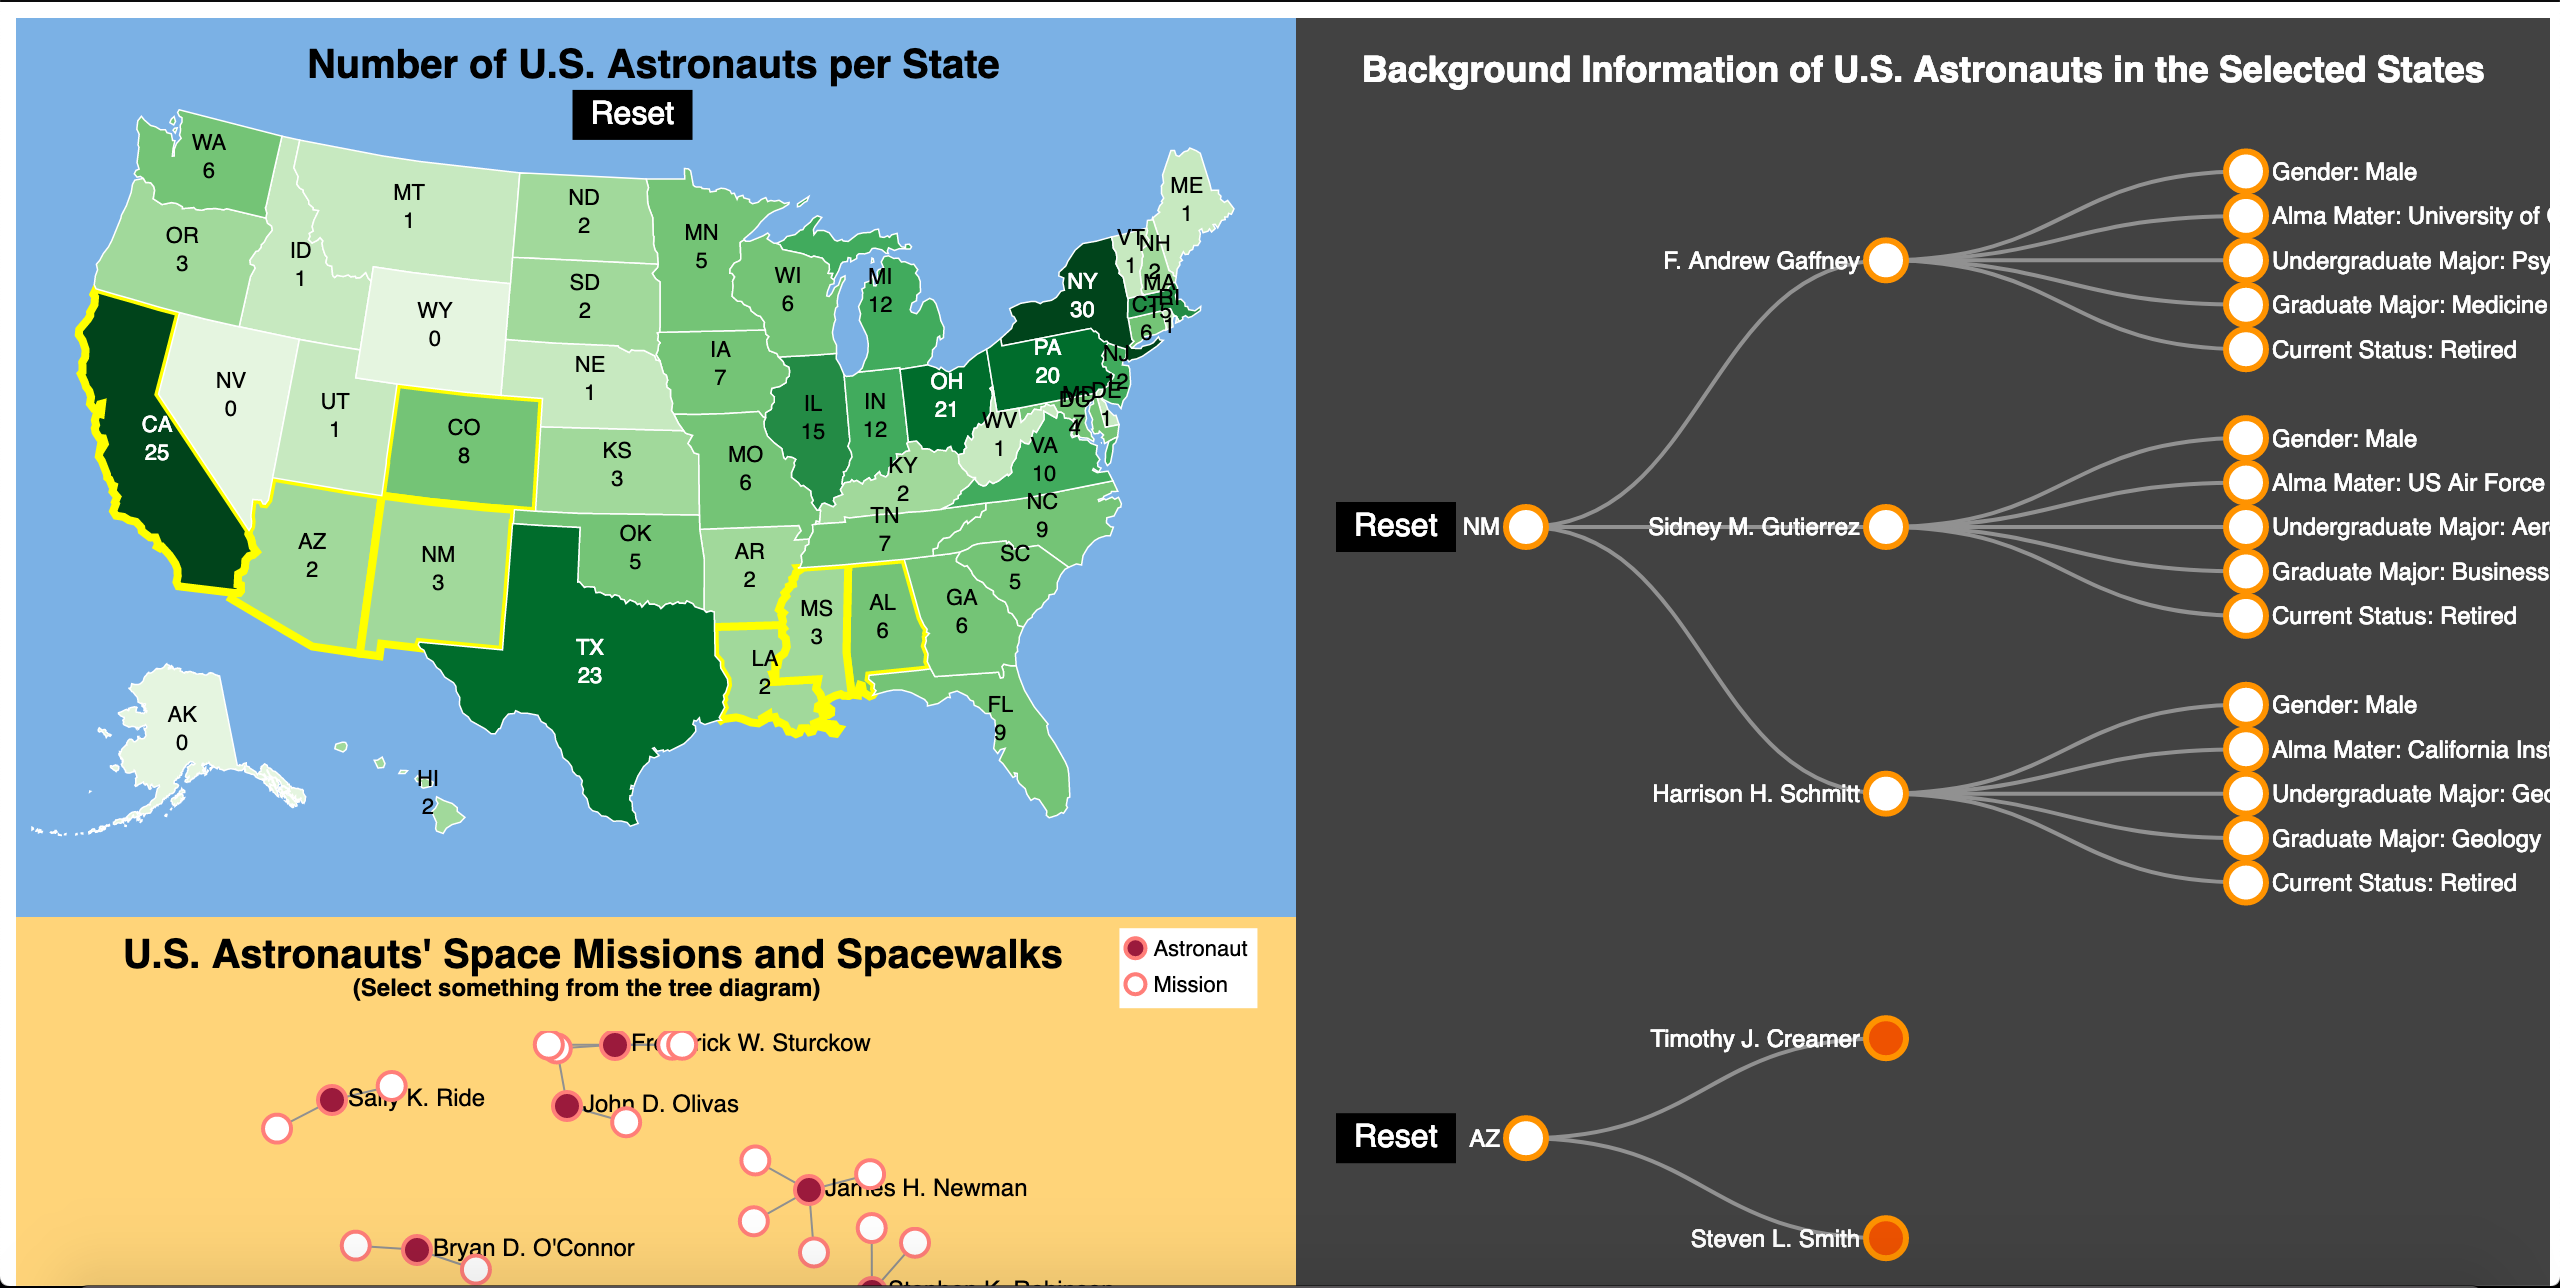 Number of U.S. Astronauts per State
Reset
WA
6
OR
3
ID
1
MT
1
WY
0
NV
0
UT
1
CA
25
CO
8
AZ
2
NM
3
ND
2
SD
2
NE
1
KS
3
OK
5
TX
23
MN
5
IA
7
MO
6
AR
2
LA
2
WI
6
IL
15
MI
12
IN
12
OH
21
KY
2
TN
7
MS
3
AL
6
GA
6
FL
9
SC
5
NC
9
VA
10
WV
1
PA
20
NY
30
VT
1
NH
2
ME
1
MA
15
RI
1
CT
6
NJ
12
DE
1
MD
7
DC
4
AK
0
HI
2
U.S. Astronauts' Space Missions and Spacewalks
(Select something from the tree diagram)
Astronaut
Mission
Frederick W. Sturckow
Sally K. Ride
John D. Olivas
James H. Newman
Bryan D. O'Connor
Stephen K. Robinson
Background Information of U.S. Astronauts in the Selected States
Reset
NM
F. Andrew Gaffney
Gender: Male
Alma Mater: University of
Undergraduate Major: Psy
Graduate Major: Medicine
Current Status: Retired
Sidney M. Gutierrez
Gender: Male
Alma Mater: US Air Force
Undergraduate Major: Aer
Graduate Major: Business
Current Status: Retired
Harrison H. Schmitt
Gender: Male
Alma Mater: California Inst
Undergraduate Major: Geo
Graduate Major: Geology
Current Status: Retired
Reset
AZ
Timothy J. Creamer
Steven L. Smith